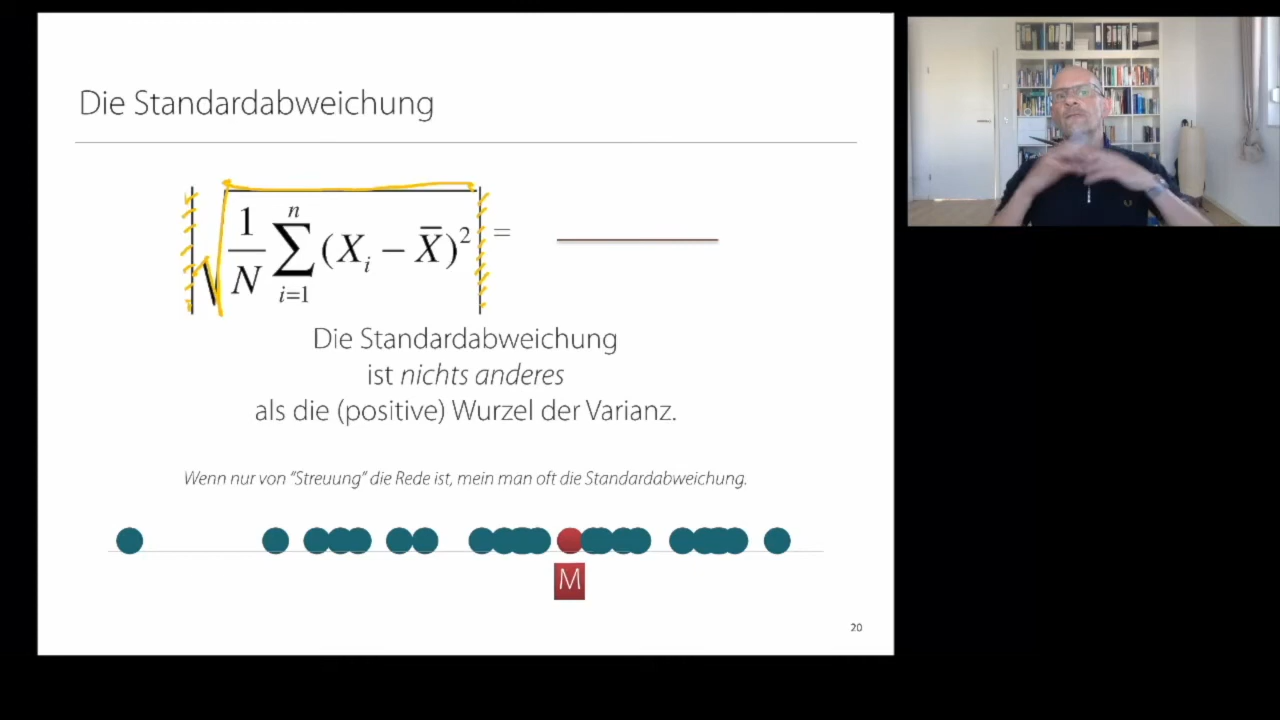 Die Standardabweichung
√ 1/N n∑i=1 (Xi − X̄)² =
Die Standardabweichung
ist nichts anderes
als die (positive) Wurzel der Varianz.
Wenn nur von "Streuung" die Rede ist, mein man oft die Standardabweichung.
M
20